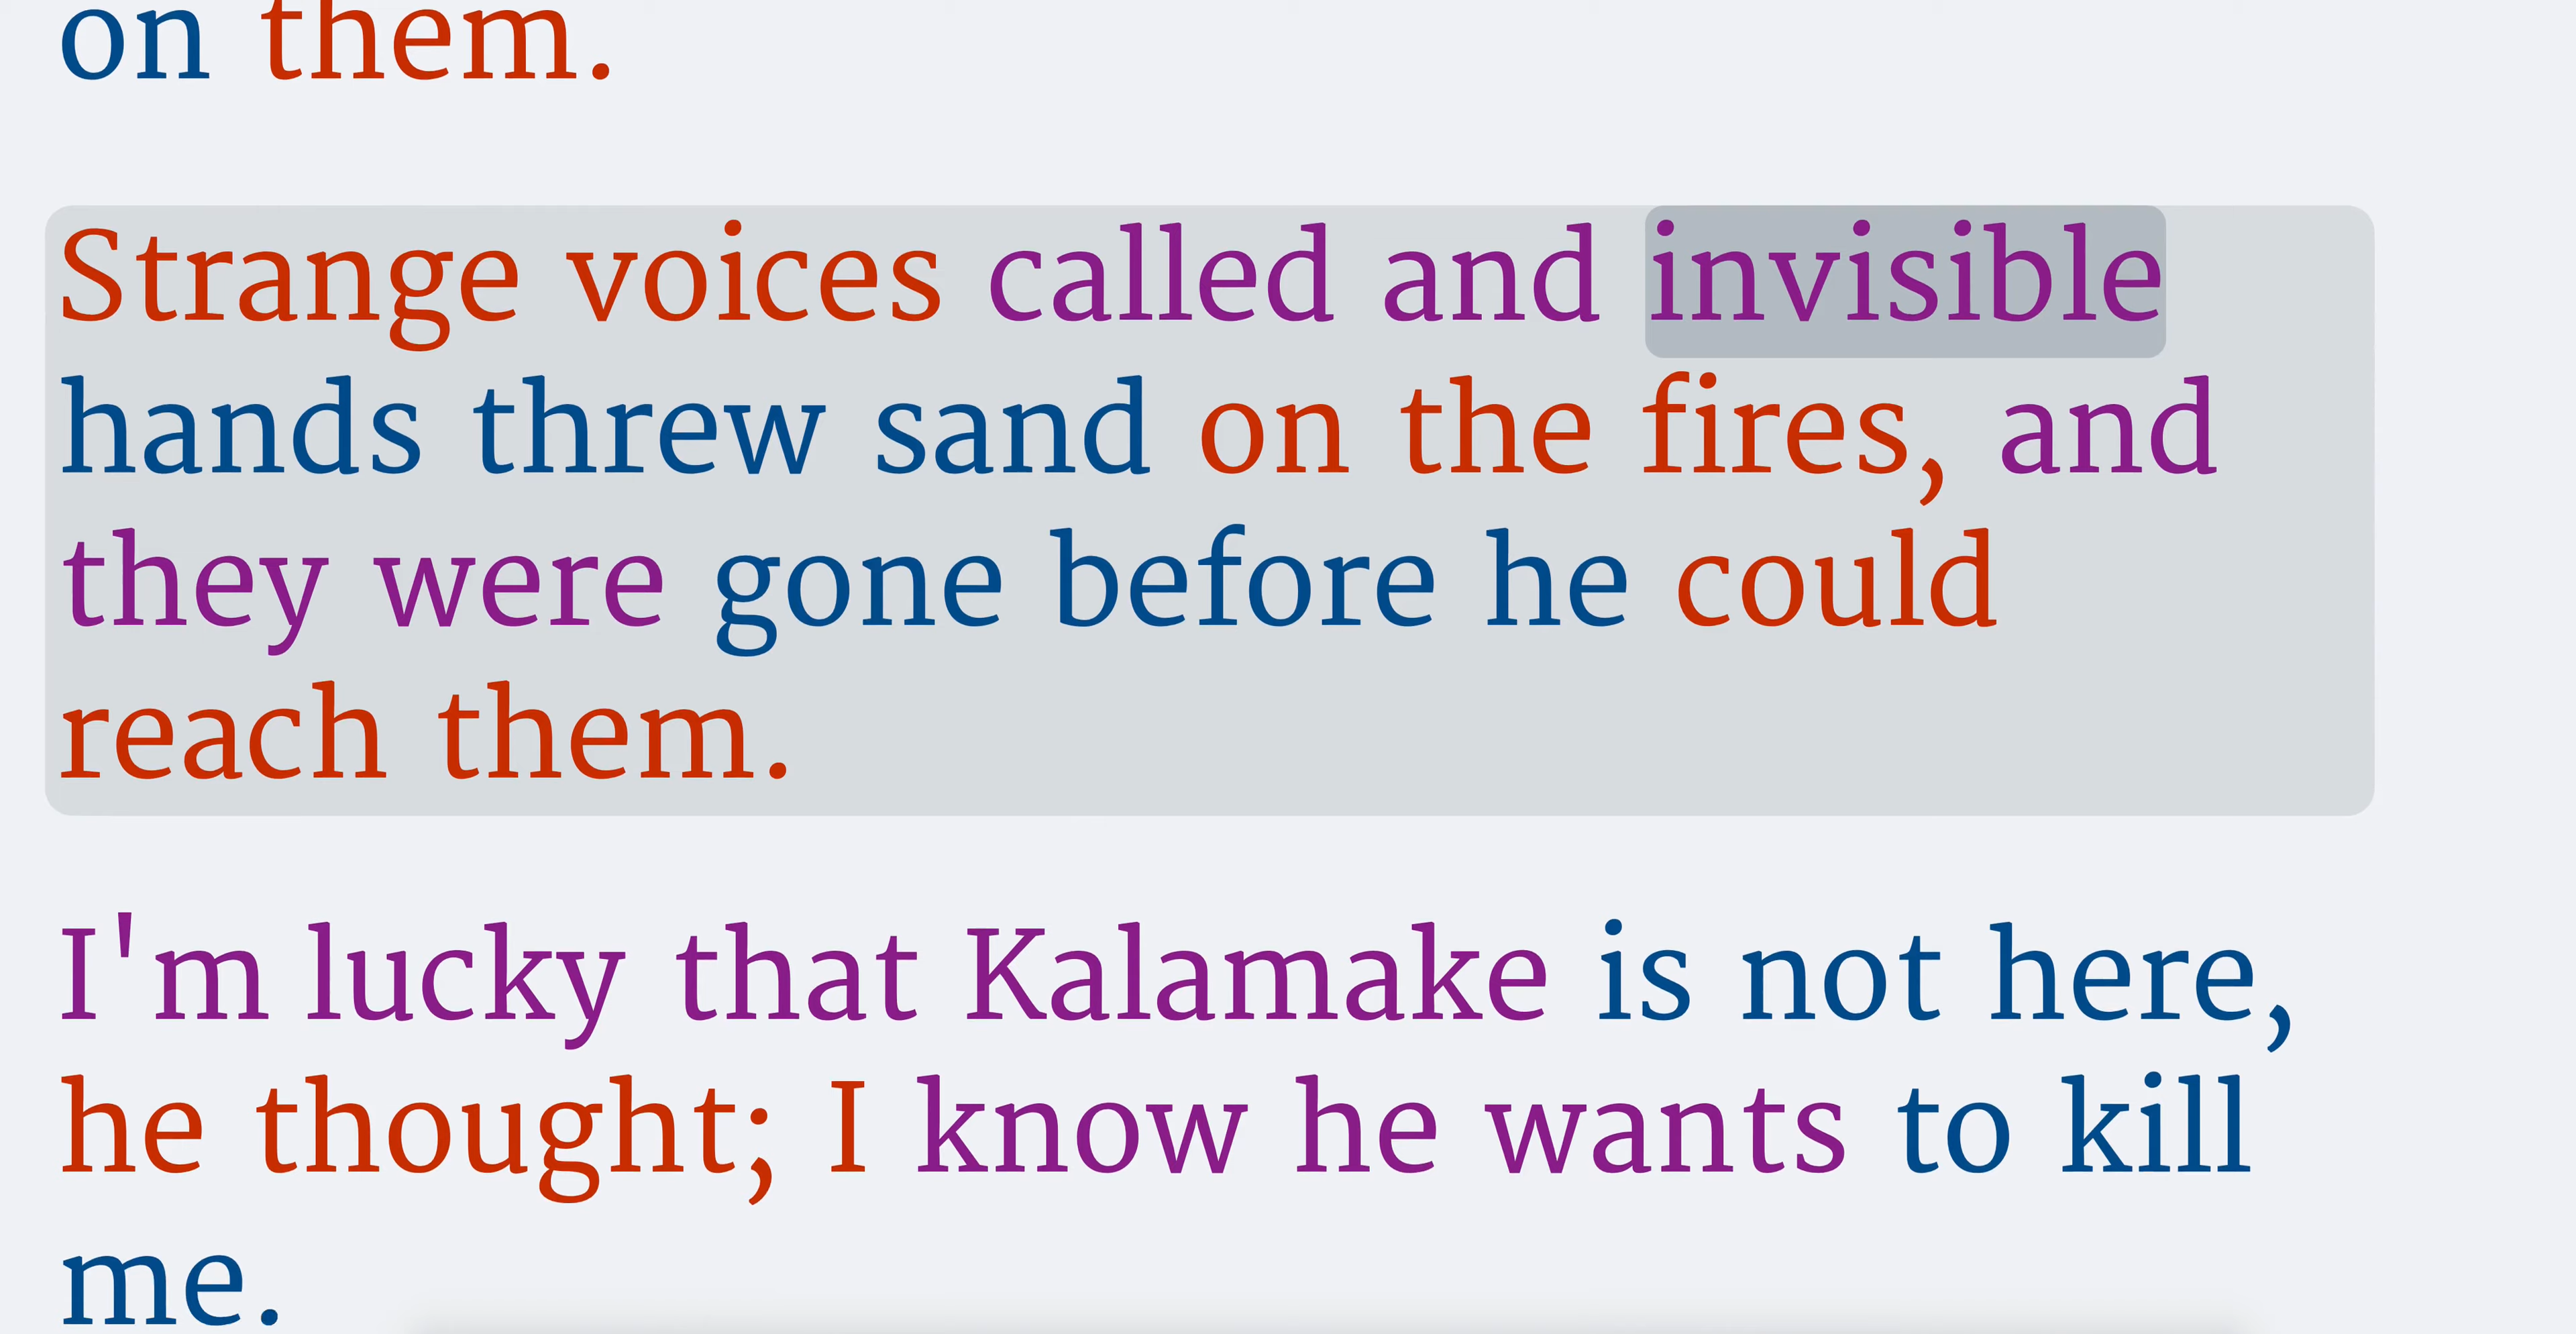 on them.
Strange voices called and invisible
hands threw sand on the fires, and
they were gone before he could
reach them.
I'm lucky that Kalamake is not here,
he thought; I know he wants to kill
me.